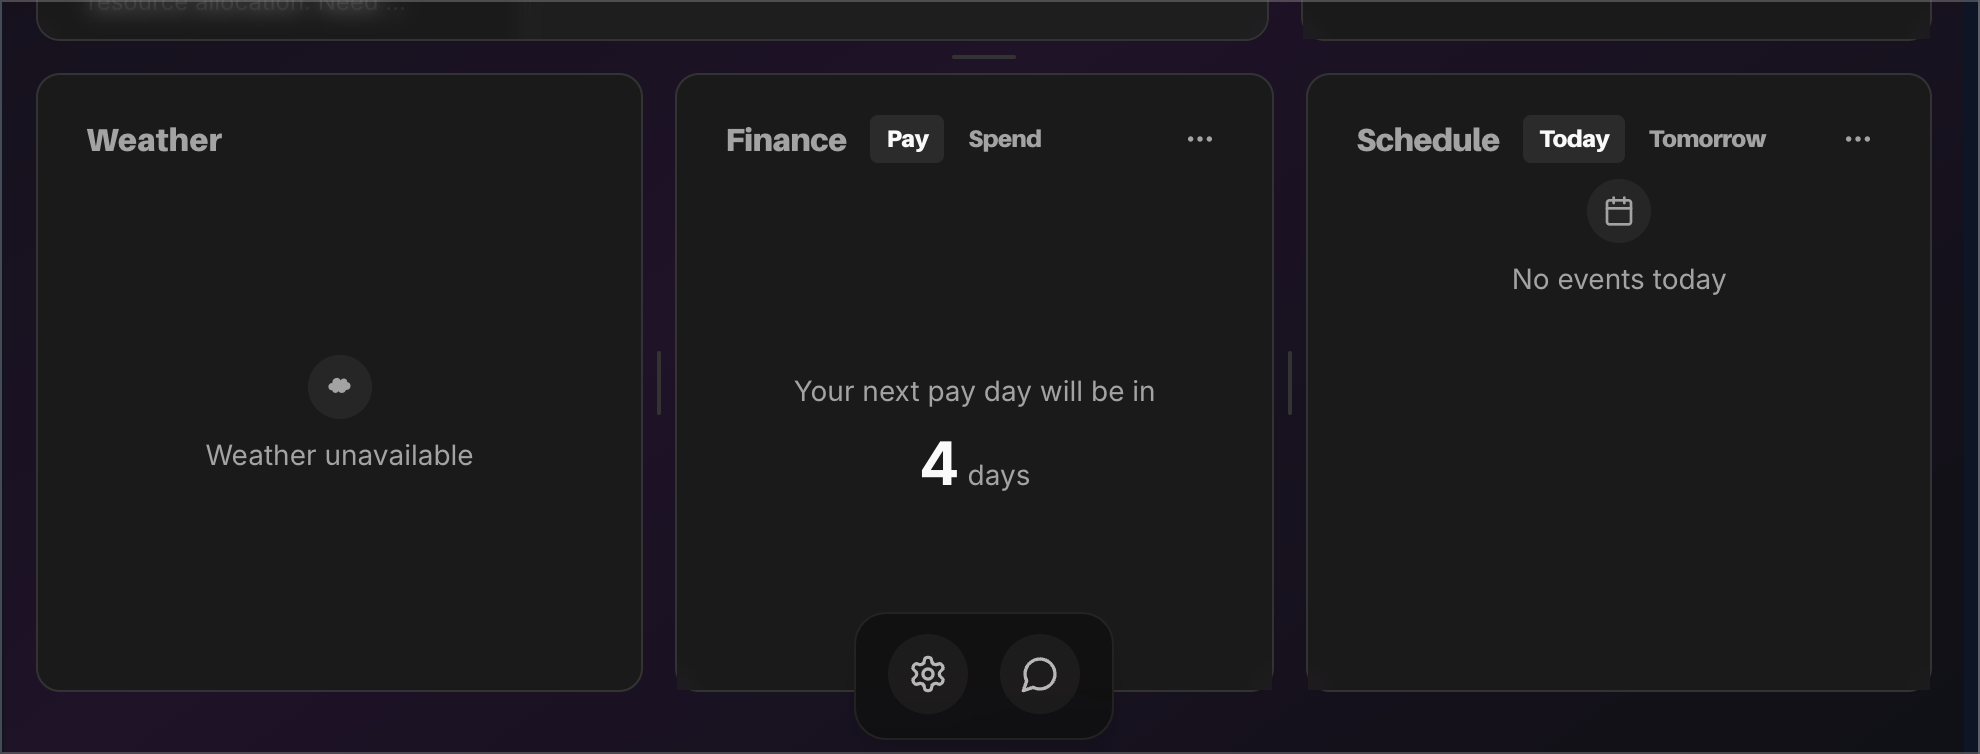 resource allocation. Need ...
Weather
Weather unavailable
Finance Pay Spend
Your next pay day will be in
4 days
Schedule Today Tomorrow
No events today